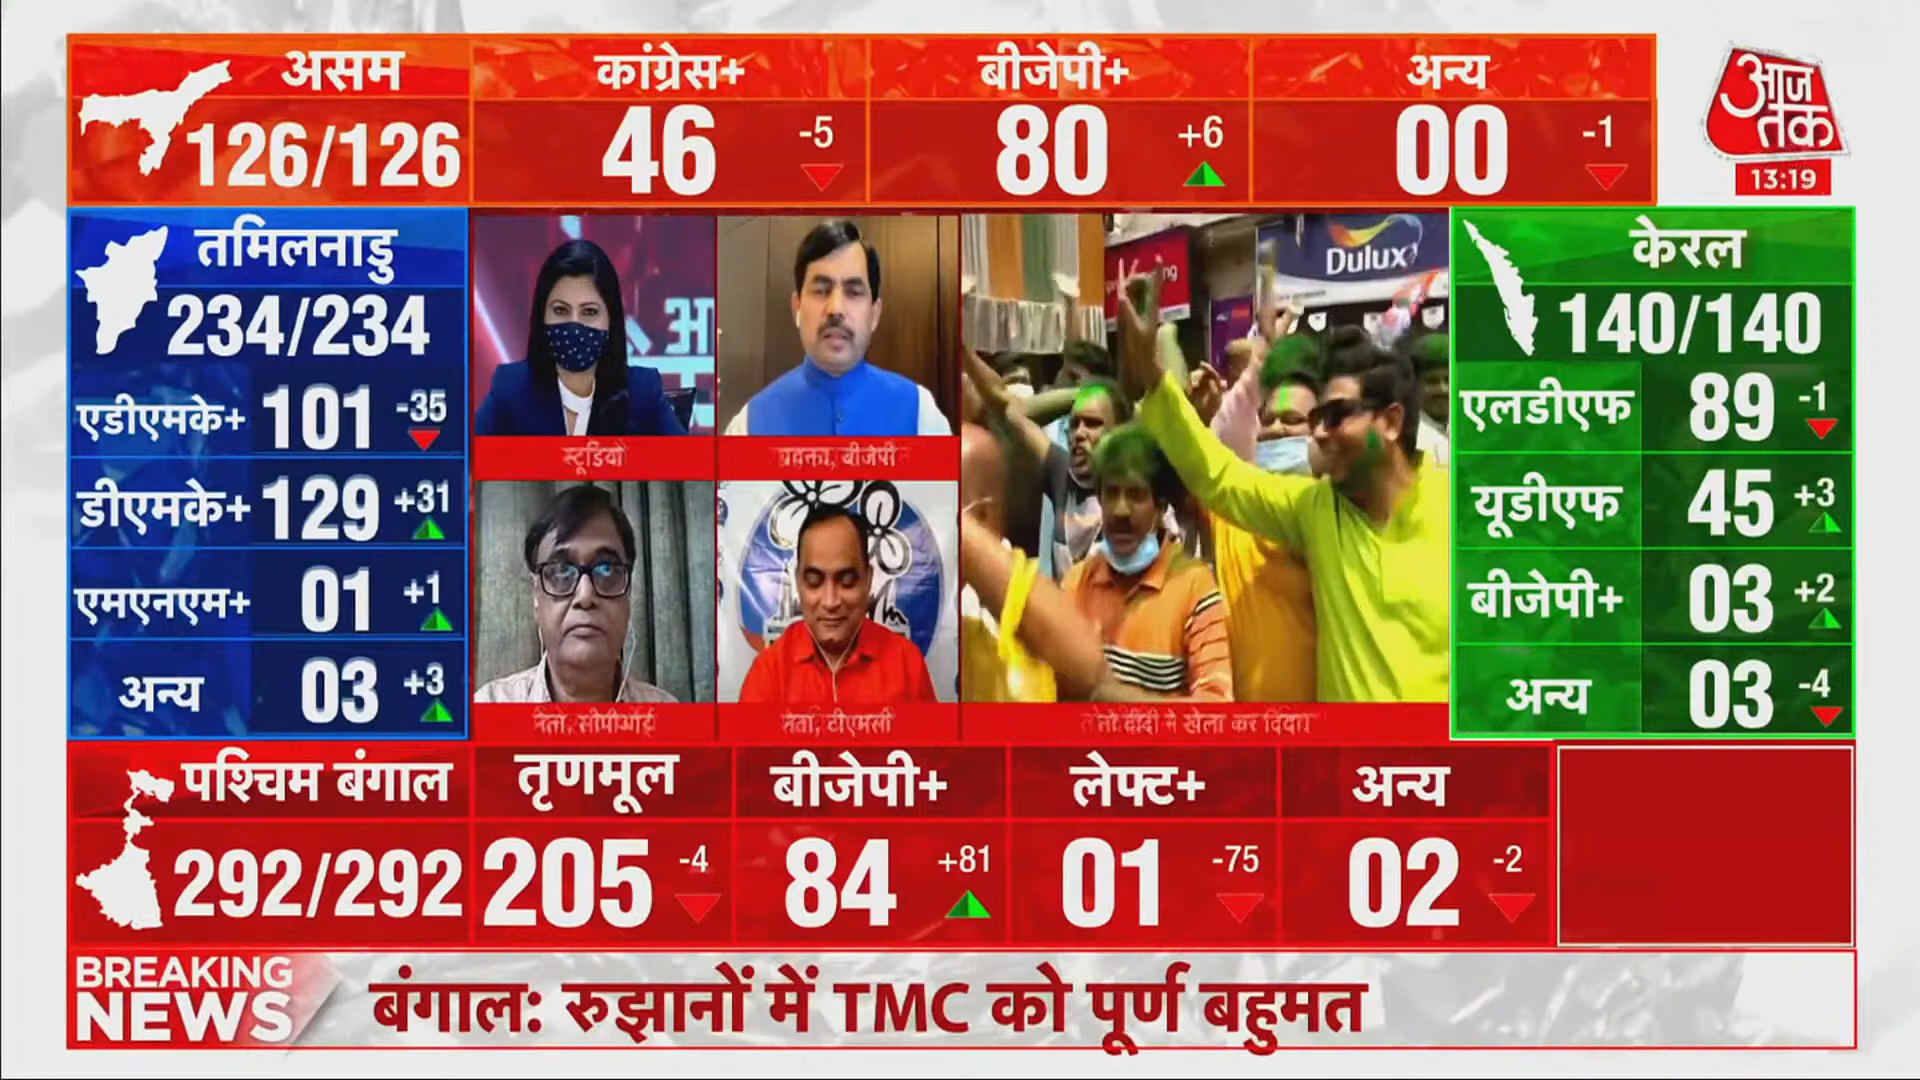 असम
126/126
कांग्रेस+
46 -5
बीजेपी+
80 +6
अन्य
00 -1
आज
तक
13:19
तमिलनाडु
234/234
एडीएमके+ 101 -35
डीएमके+ 129 +31
एमएनएम+ 01 +1
अन्य 03 +3
Dulux
स्टूडियो
प्रवक्ता, बीजेपी
नेता, सीपीआई
नेता, टीएमसी
दीदी ने खेला कर दिया
केरल
140/140
एलडीएफ 89 -1
यूडीएफ 45 +3
बीजेपी+ 03 +2
अन्य 03 -4
पश्चिम बंगाल
292/292
तृणमूल
205 -4
बीजेपी+
84 +81
लेफ्ट+
01 -75
अन्य
02 -2
BREAKING
NEWS
बंगाल: रुझानों में TMC को पूर्ण बहुमत